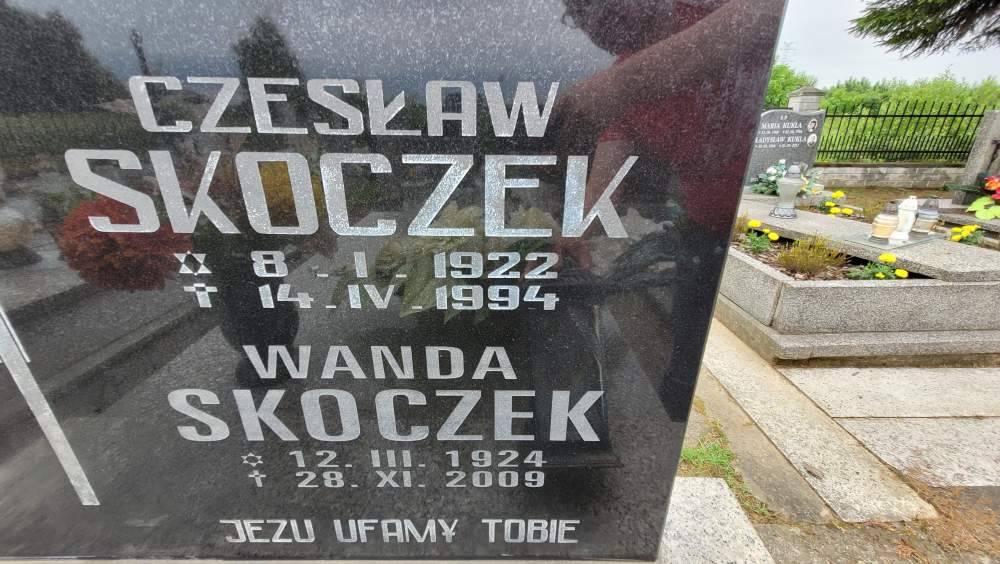 CZESŁAW
SKOCZEK
✡ 8.I.1922
✝ 14.IV.1994
WANDA
SKOCZEK
✡ 12.III.1924
✝ 28.XI.2009
JEZU UFAMY TOBIE
MARIA KUKLA
ŁADYSŁAW KUKLA